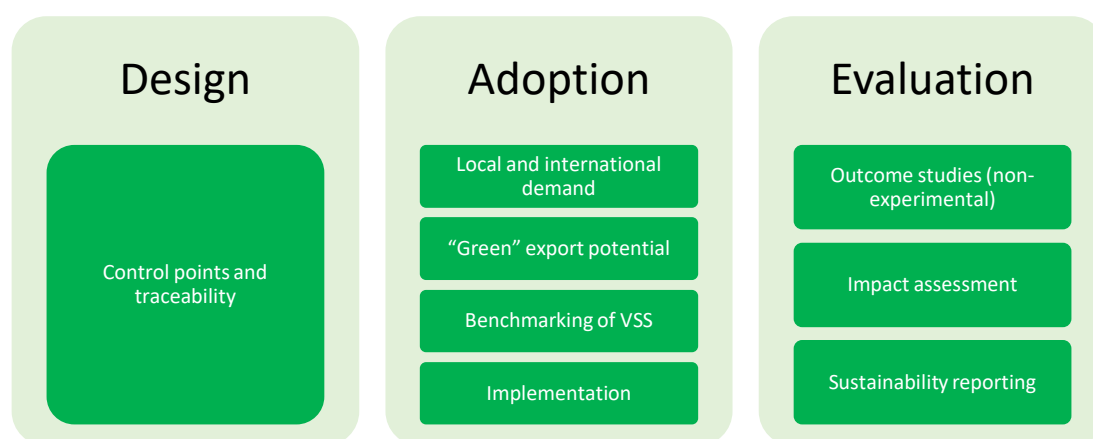 Design
Control points and
traceability
Adoption
Local and international
demand
“Green” export potential
Benchmarking of VSS
Implementation
Evaluation
Outcome studies (non-
experimental)
Impact assessment
Sustainability reporting